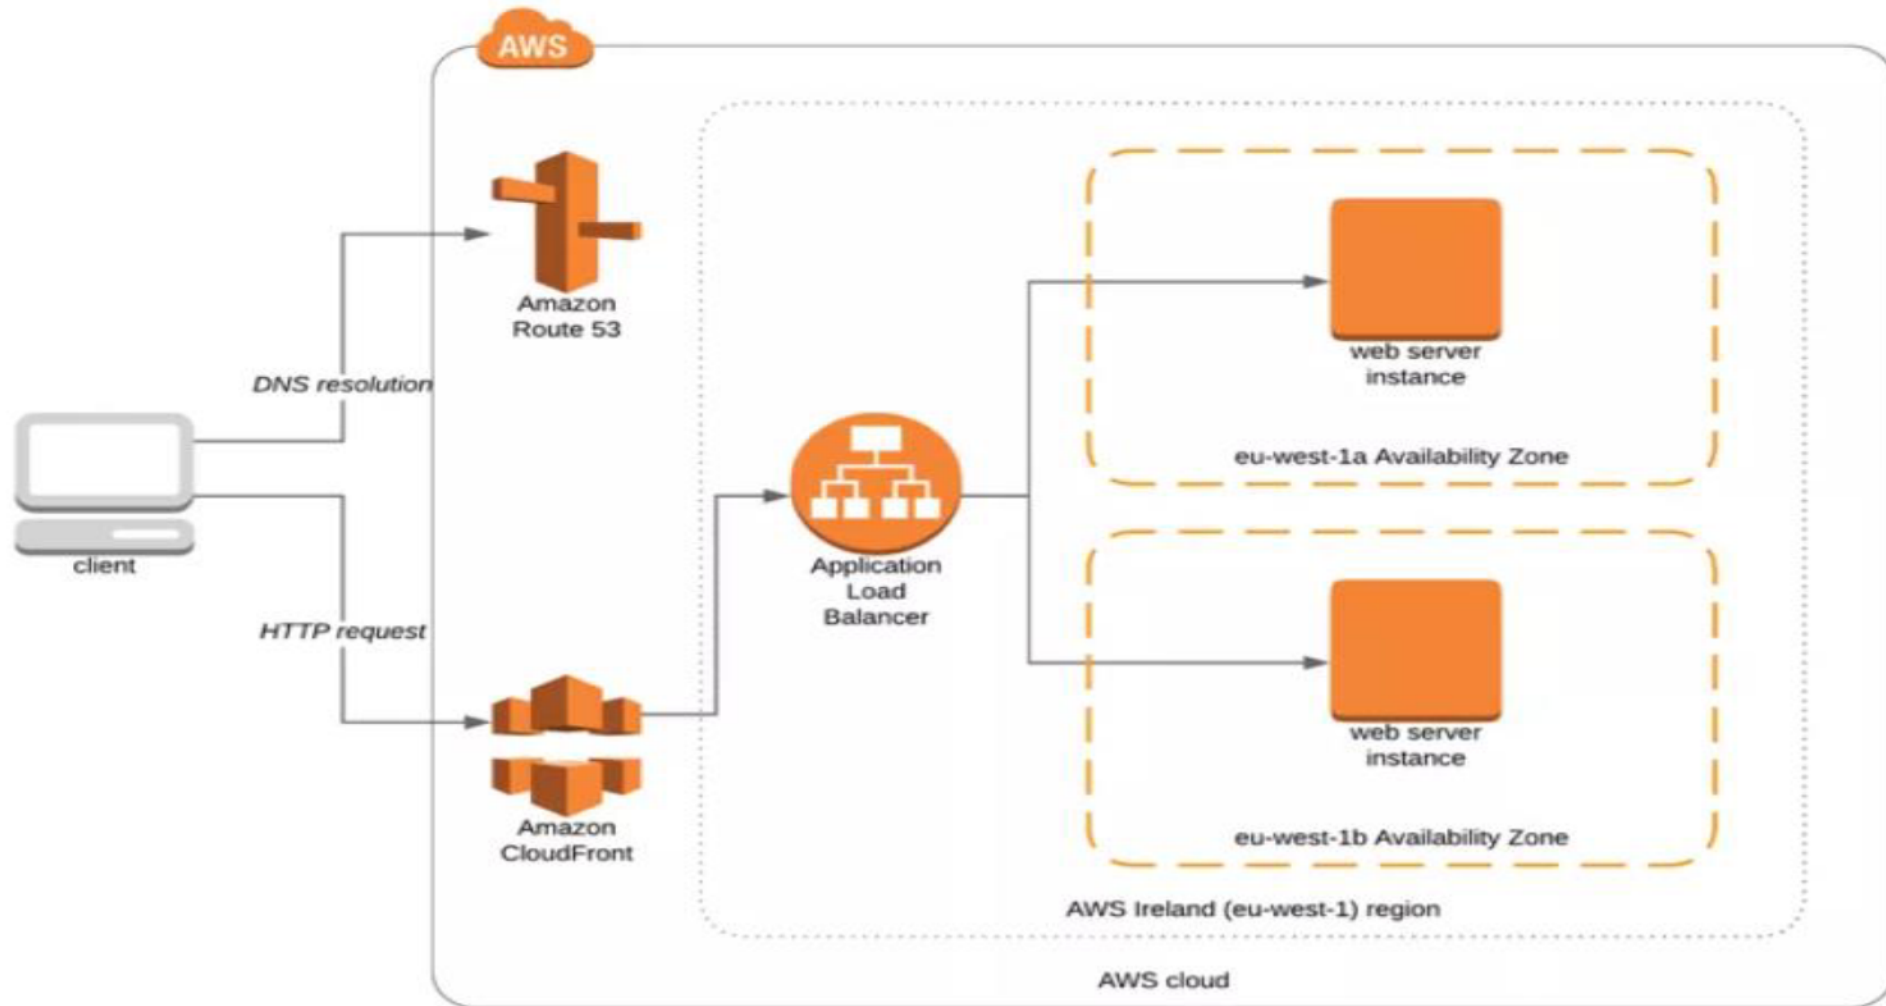 AWS
Amazon
Route 53
DNS resolution
client
HTTP request
Amazon
CloudFront
Application
Load
Balancer
web server
instance
eu-west-1a Availability Zone
web server
instance
eu-west-1b Availability Zone
AWS Ireland (eu-west-1) region
AWS cloud